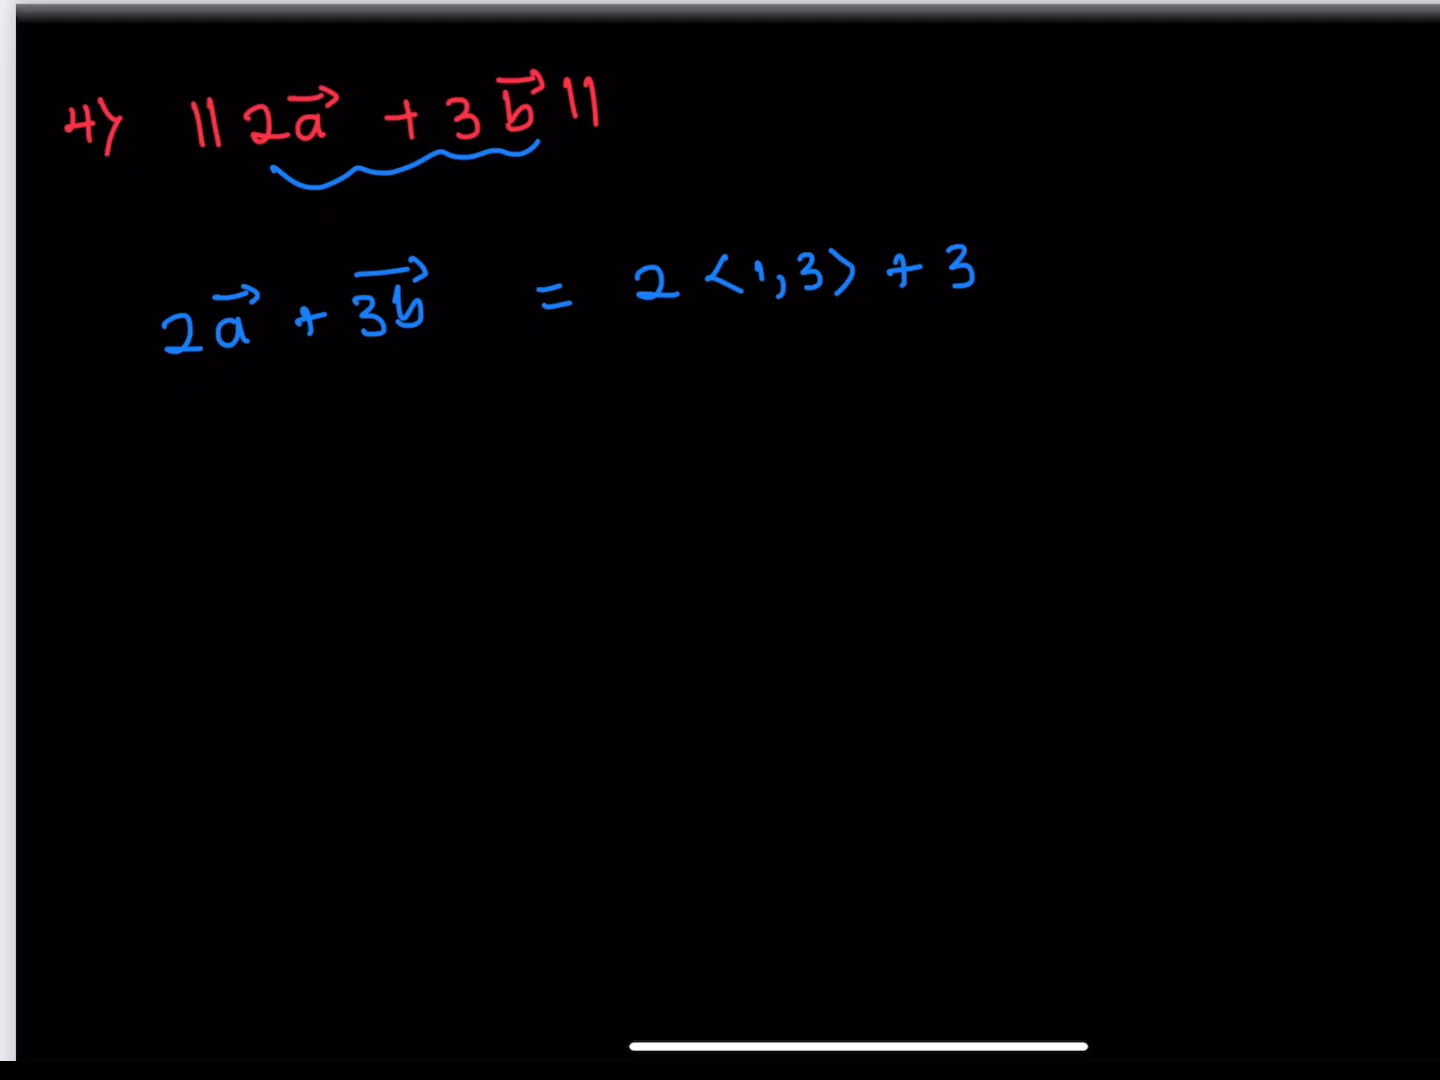 4) || 2a⃗ + 3b⃗ ||
2a⃗ + 3b⃗ = 2 <1,3> + 3